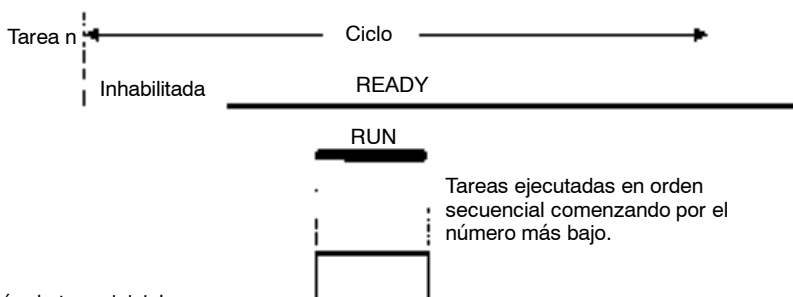 Tarea n
Ciclo
Inhabilitada
READY
RUN
Tareas ejecutadas en orden
secuencial comenzando por el
número más bajo.